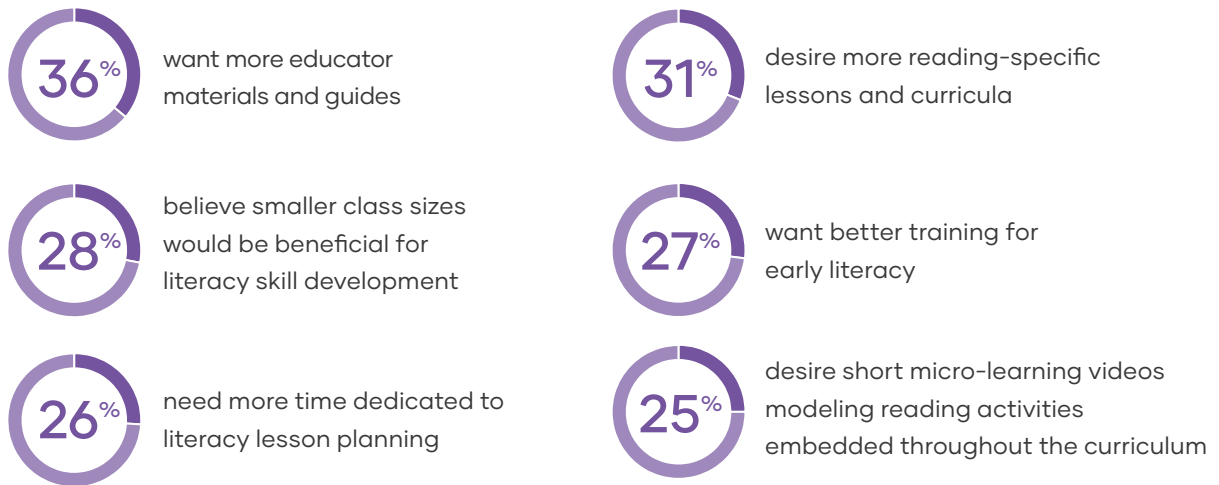 36%
want more educator
materials and guides
31%
desire more reading-specific
lessons and curricula
28%
believe smaller class sizes
would be beneficial for
literacy skill development
27%
want better training for
early literacy
26%
need more time dedicated to
literacy lesson planning
25%
desire short micro-learning videos
modeling reading activities
embedded throughout the curriculum